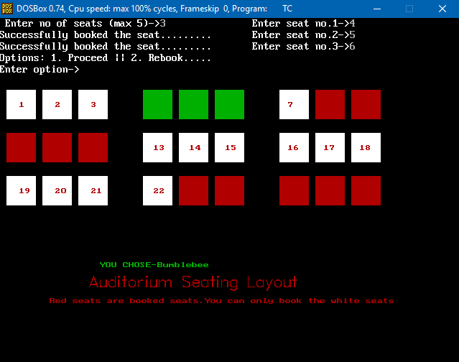 DOSBox 0.74, Cpu speed: max 100% cycles, Frameskip 0, Program: TC
Enter no of seats (max 5)->3 Enter seat no.1->4
Successfully booked the seat......... Enter seat no.2->5
Successfully booked the seat......... Enter seat no.3->6
Successfully booked the seat.........
Options: 1. Proceed || 2. Rebook.....
Enter option->
1 2 3 7
13 14 15 16 17 18
19 20 21 22
YOU CHOSE-Bumblebee
Auditorium Seating Layout
Red seats are booked seats.You can only book the white seats